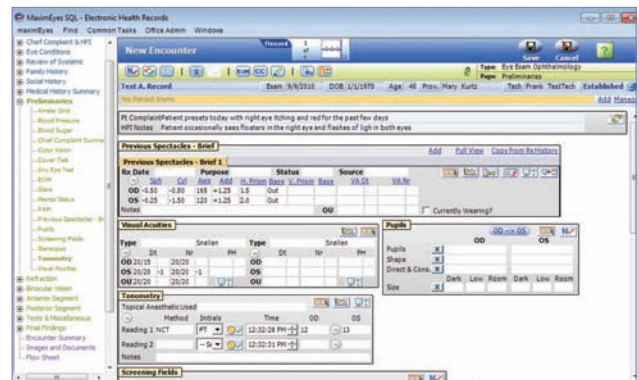 MaximEyes SQL - Electronic Health Records
maximEyes Find Common Tasks Office Admin Windows
Chief Complaint & HPI
Eye Conditions
Review of Systems
Family History
Social History
Medical History Summary
Preliminaries
Amsler Grid
Blood Pressure
Blood Sugar
Chief Complaint Summa
Color Vision
Cover Test
Dry Eye Test
EOM
Glare
Mental Status
PAM
Previous Spectacles - Br
Pupils
Screening Fields
Stereopsis
Tonometry
Visual Acuities
Refraction
Binocular Vision
Anterior Segment
Posterior Segment
Tests & Miscellaneous
Final Findings
Encounter Summary
Images and Documents
Flow Sheet
New Encounter
Record 1 of
Save Cancel
Type: Eye Exam Ophthalmology
Page: Preliminaries
Test A. Record Exam 9/9/2010 DOB 1/1/1970 Age 40 Prov. Mary Kurtz Tech Frank TestTech Established
No Patient Alerts
Add Manag
Pt Complaint Patient presets today with right eye itching and red for the past few days
HPI Notes Patient occasionally sees floaters in the right eye and flashes of ligh in both eyes
Previous Spectacles - Brief
Add Full View Copy from Rx History
Previous Spectacles - Brief 1
Rx Date Purpose Status Source
Sph Cyl Axis Add H. Prism Base V. Prism Base VA Dt VA Nr
OD -0.50 -0.50 165 +1.25 1.5 Out
OS -0.25 -1.50 120 +1.25 2.0 Out
Notes OU Currently Wearing?
Visual Acuities
Type Snellen Type Snellen
Dt Nr PH Dt Nr PH
OD 20/15 20/20 OD
OS 20/20 -1 20/20 -1 OS
OU 20/20 20/20 OU
Pupils
OD --> OS
OD OS
Pupils
Shape
Direct & Cons.
Dark Low Room Dark Low Room
Size
Tonometry
Topical Anesthetic Used
Method Initials Time OD OS
Reading 1 NCT PT 12:32:28 PM 12 13
Reading 2 12:32:31 PM
Notes
Screening Fields